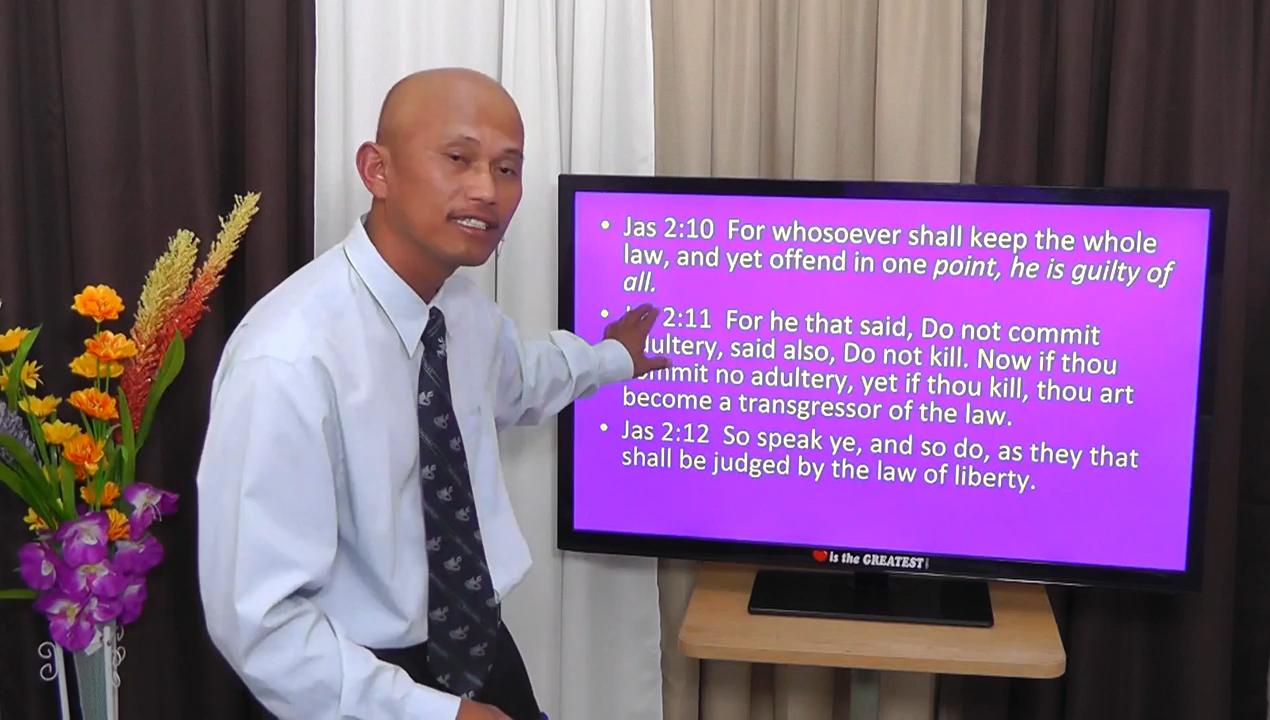 • Jas 2:10 For whosoever shall keep the whole
law, and yet offend in one point, he is guilty of
all.
• 2:11 For he that said, Do not commit
dultery, said also, Do not kill. Now if thou
ommit no adultery, yet if thou kill, thou art
become a transgressor of the law.
• Jas 2:12 So speak ye, and so do, as they that
shall be judged by the law of liberty.
❤is the GREATEST!